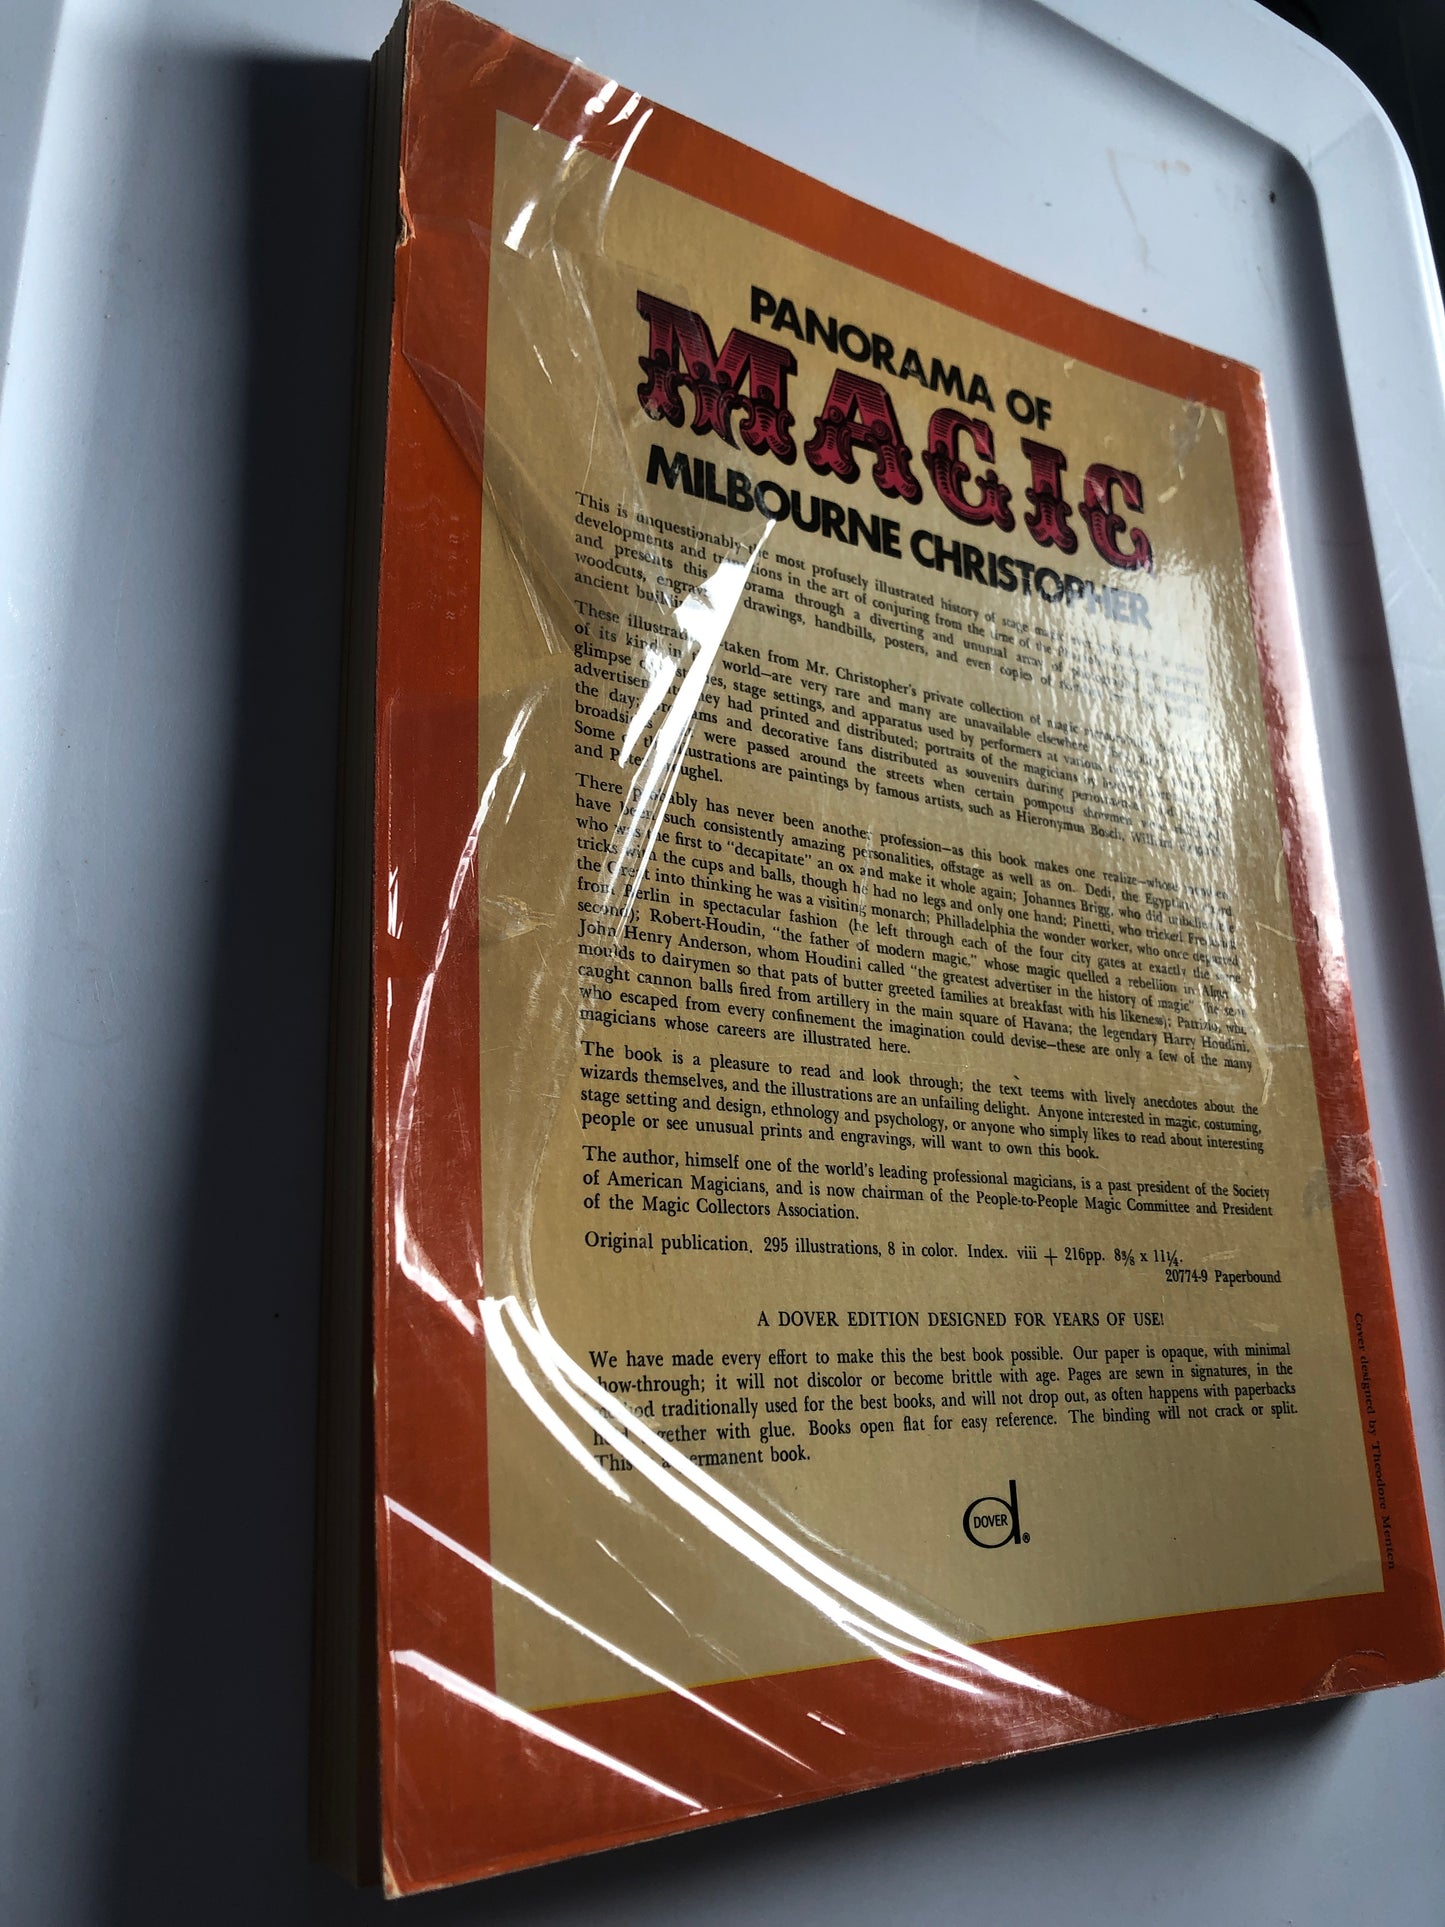 PANORAMA OF
MAGIC
MILBOURNE CHRISTOPHER
This is unquestionably the most profusely illustrated history of stage magic
developments and in the art of conjuring from the time of the
and presents this through a diverting and unusual array of
woodcuts, drawings, handbills, posters, and even copies of
ancient
These taken from Mr. Christopher's private collection of magic
of its kind in world—are very rare and many are unavailable elsewhere
glimpse stage settings, and apparatus used by performers at various
they had printed and distributed; portraits of the magicians by
the day; and decorative fans distributed as souvenirs during
were passed around the streets when certain pompous showmen
Some illustrations are paintings by famous artists, such as Hieronymus Bosch,
and
There probably has never been another profession—as this book makes one realize—whose
have been such consistently amazing personalities, offstage as well as on. Dedi, the
who was the first to "decapitate" an ox and make it whole again; Johannes Brigg, who did
tricks with the cups and balls, though he had no legs and only one hand; Pinetti, who tricked
the Great into thinking he was a visiting monarch; Philadelphia the wonder worker, who once departed
from Berlin in spectacular fashion (he left through each of the four city gates at exactly the
second); Robert-Houdin, "the father of modern magic," whose magic quelled a rebellion in
John Henry Anderson, whom Houdini called "the greatest advertiser in the history of magic"
moulds to dairymen so that pats of butter greeted families at breakfast with his likeness);
caught cannon balls fired from artillery in the main square of Havana; the legendary Harry Houdini,
who escaped from every confinement the imagination could devise—these are only a few of the many
magicians whose careers are illustrated here.
The book is a pleasure to read and look through; the text teems with lively anecdotes about the
wizards themselves, and the illustrations are an unfailing delight. Anyone interested in magic, costuming,
stage setting and design, ethnology and psychology, or anyone who simply likes to read about interesting
people or see unusual prints and engravings, will want to own this book.
The author, himself one of the world's leading professional magicians, is a past president of the Society
of American Magicians, and is now chairman of the People-to-People Magic Committee and President
of the Magic Collectors Association.
Original publication. 295 illustrations, 8 in color. Index. viii + 216pp. 8⅜ x 11¼.
20774-9 Paperbound
A DOVER EDITION DESIGNED FOR YEARS OF USE!
We have made every effort to make this the best book possible. Our paper is opaque, with minimal
show-through; it will not discolor or become brittle with age. Pages are sewn in signatures, in the
method traditionally used for the best books, and will not drop out, as often happens with paperbacks
held together with glue. Books open flat for easy reference. The binding will not crack or split.
This is a permanent book.
DOVER
®
Cover designed by Theodore Menten